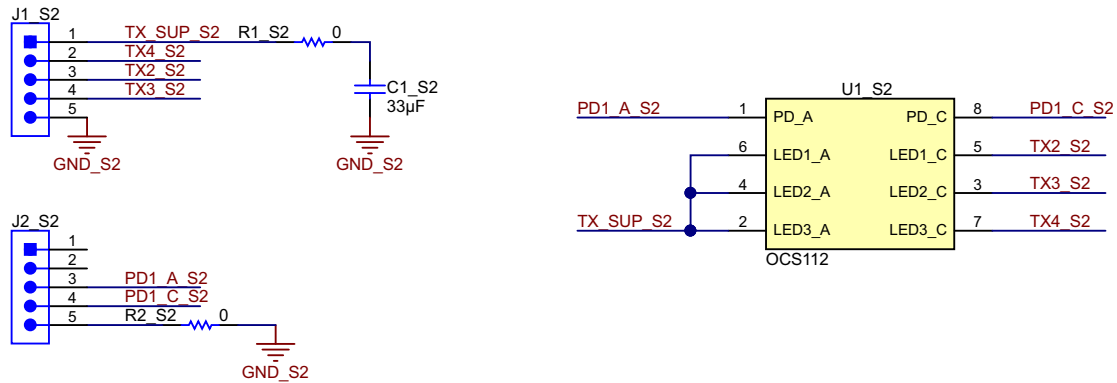 J1_S2
1 TX_SUP_S2 R1_S2 0
2 TX4_S2
3 TX2_S2
4 TX3_S2
5
C1_S2
33µF
GND_S2 GND_S2
J2_S2
1
2
3 PD1_A_S2
4 PD1_C_S2
5 R2_S2 0
GND_S2
U1_S2
PD1_A_S2 1 PD_A PD_C 8 PD1_C_S2
6 LED1_A LED1_C 5 TX2_S2
4 LED2_A LED2_C 3 TX3_S2
TX_SUP_S2 2 LED3_A LED3_C 7 TX4_S2
OCS112